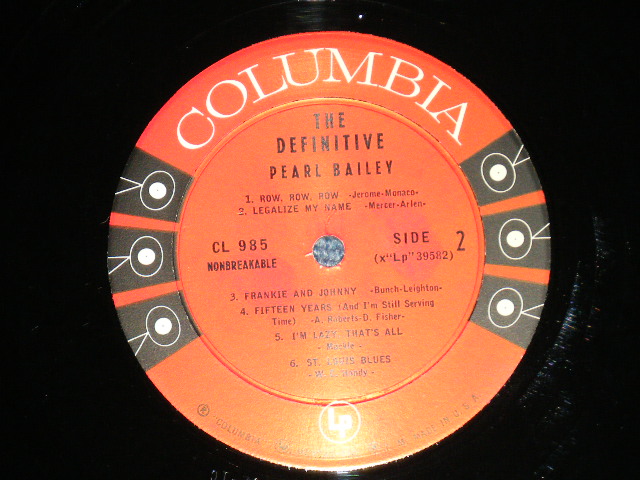 COLUMBIA
THE
DEFINITIVE
PEARL BAILEY
1. ROW, ROW, ROW -Jerome-Monaco-
2. LEGALIZE MY NAME -Mercer-Arlen-
CL 985
NONBREAKABLE
SIDE 2
(x"Lp" 39582)
3. FRANKIE AND JOHNNY -Bunch-Leighton-
4. FIFTEEN YEARS (And I'm Still Serving
Time) -A. Roberts-D. Fisher-
5. I'M LAZY, THAT'S ALL
6. ST. LOUIS BLUES
Lp
® "COLUMBIA"
U.S.A.